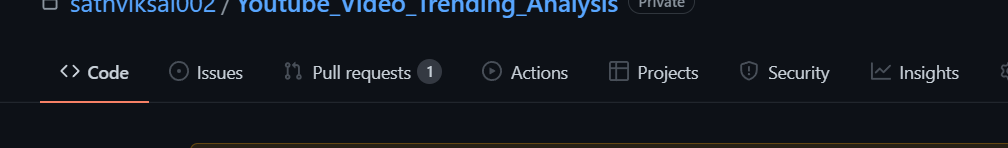 sathviksai002 / Youtube_Video_Trending_Analysis Private
Code Issues Pull requests 1 Actions Projects Security Insights